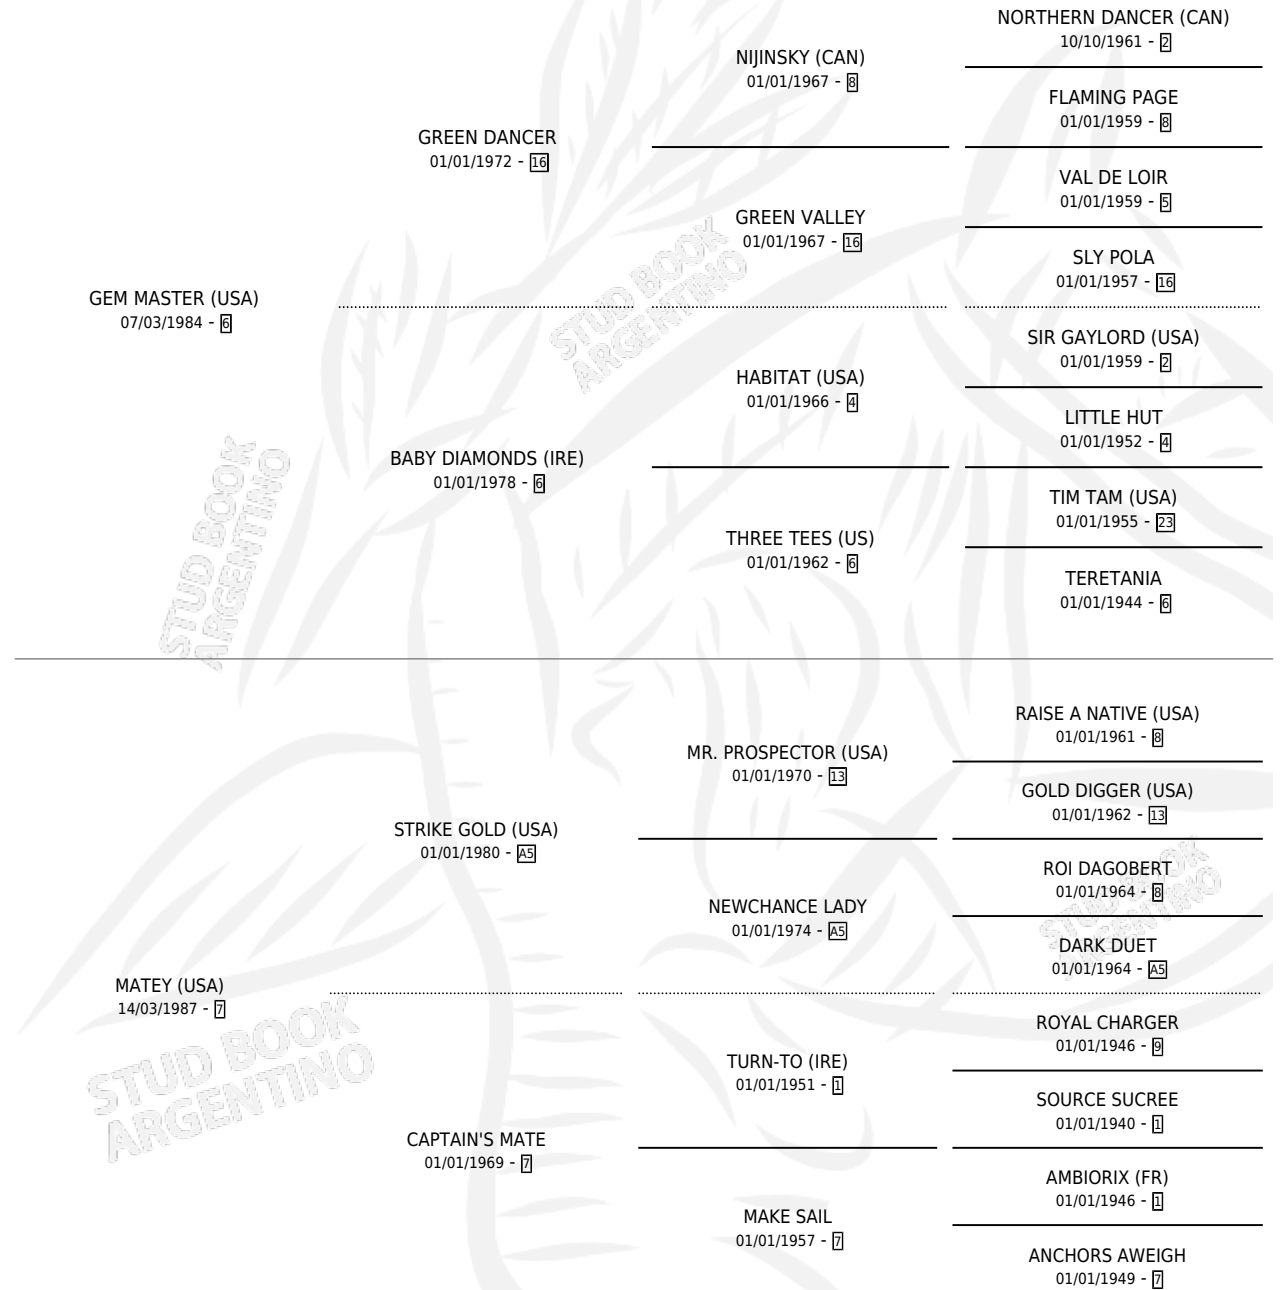 NORTHERN DANCER (CAN)
10/10/1961 - 2
NIJINSKY (CAN)
01/01/1967 - 8
FLAMING PAGE
01/01/1959 - 8
GREEN DANCER
01/01/1972 - 16
VAL DE LOIR
01/01/1959 - 5
GREEN VALLEY
01/01/1967 - 16
SLY POLA
01/01/1957 - 16
GEM MASTER (USA)
07/03/1984 - 6
SIR GAYLORD (USA)
01/01/1959 - 2
HABITAT (USA)
01/01/1966 - 4
LITTLE HUT
01/01/1952 - 4
BABY DIAMONDS (IRE)
01/01/1978 - 6
TIM TAM (USA)
01/01/1955 - 23
THREE TEES (US)
01/01/1962 - 6
TERETANIA
01/01/1944 - 6
STUD BOOK
ARGENTINO
STUD BOOK
ARGENTINO
RAISE A NATIVE (USA)
01/01/1961 - 8
MR. PROSPECTOR (USA)
01/01/1970 - 13
GOLD DIGGER (USA)
01/01/1962 - 13
STRIKE GOLD (USA)
01/01/1980 - A5
ROI DAGOBERT
01/01/1964 - 8
NEWCHANCE LADY
01/01/1974 - A5
DARK DUET
01/01/1964 - A5
MATEY (USA)
14/03/1987 - 7
ROYAL CHARGER
01/01/1946 - 9
TURN-TO (IRE)
01/01/1951 - 1
SOURCE SUCREE
01/01/1940 - 1
CAPTAIN'S MATE
01/01/1969 - 7
AMBIORIX (FR)
01/01/1946 - 1
MAKE SAIL
01/01/1957 - 7
ANCHORS AWEIGH
01/01/1949 - 7
STUD BOOK
ARGENTINO
STUD BOOK
ARGENTINO